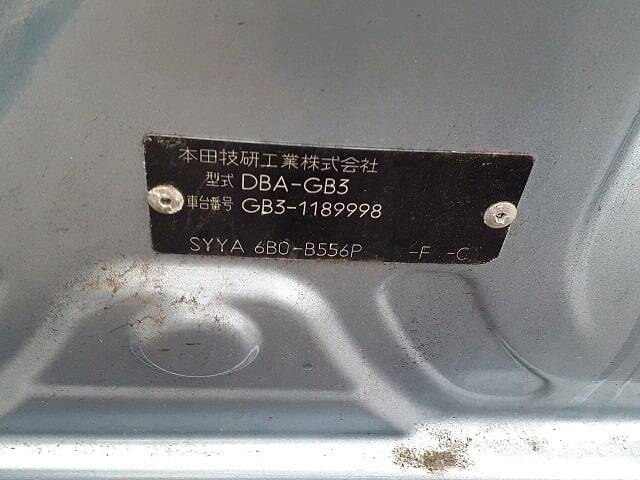 本田技研工業株式会社
型式 DBA-GB3
車台番号 GB3-1189998
SYYA 6B0-B556P -F -C